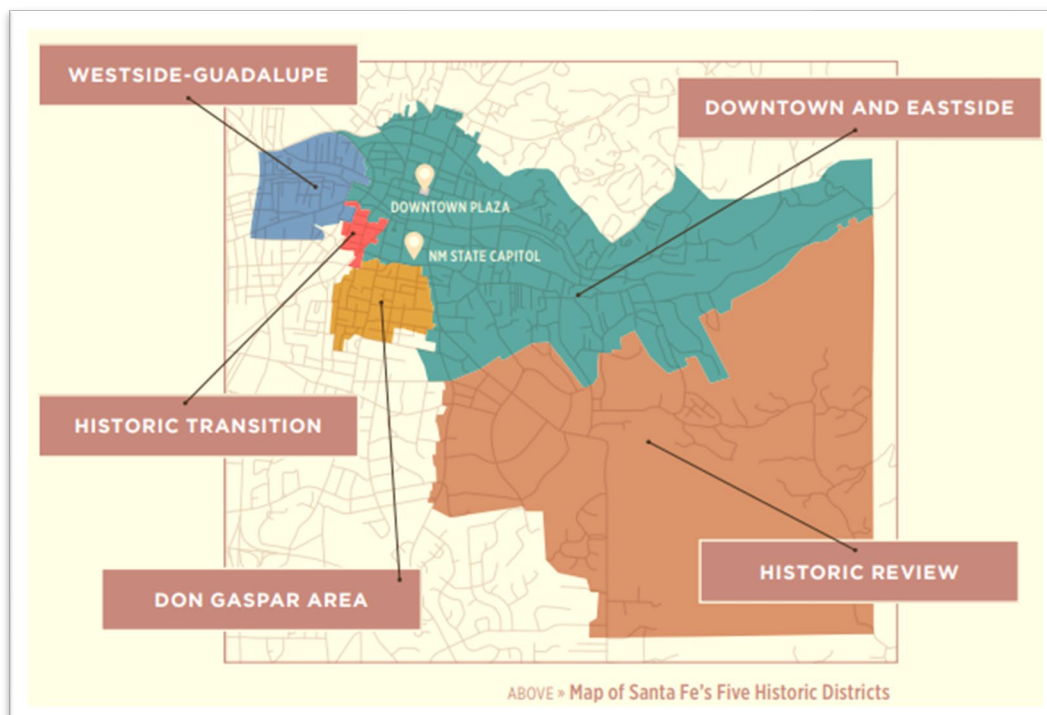 WESTSIDE-GUADALUPE
DOWNTOWN AND EASTSIDE
DOWNTOWN PLAZA
NM STATE CAPITOL
HISTORIC TRANSITION
HISTORIC REVIEW
DON GASPAR AREA
ABOVE » Map of Santa Fe's Five Historic Districts